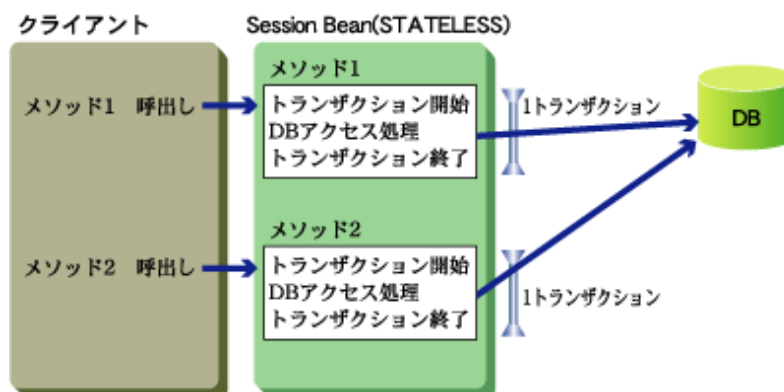 クライアント
Session Bean(STATELESS)
メソッド1
メソッド1 呼出し
トランザクション開始
DBアクセス処理
トランザクション終了
1トランザクション
DB
メソッド2
メソッド2 呼出し
トランザクション開始
DBアクセス処理
トランザクション終了
1トランザクション